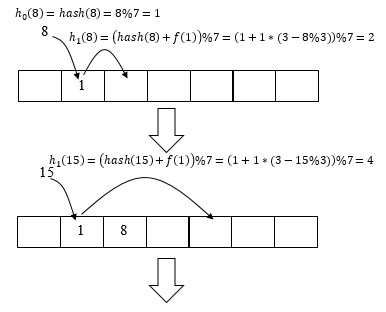 h₀(8) = hash(8) = 8%7 = 1
8
h₁(8) = (hash(8) + f(1))%7 = (1 + 1 * (3 − 8%3))%7 = 2
1
h₁(15) = (hash(15) + f(1))%7 = (1 + 1 * (3 − 15%3))%7 = 4
15
1 8